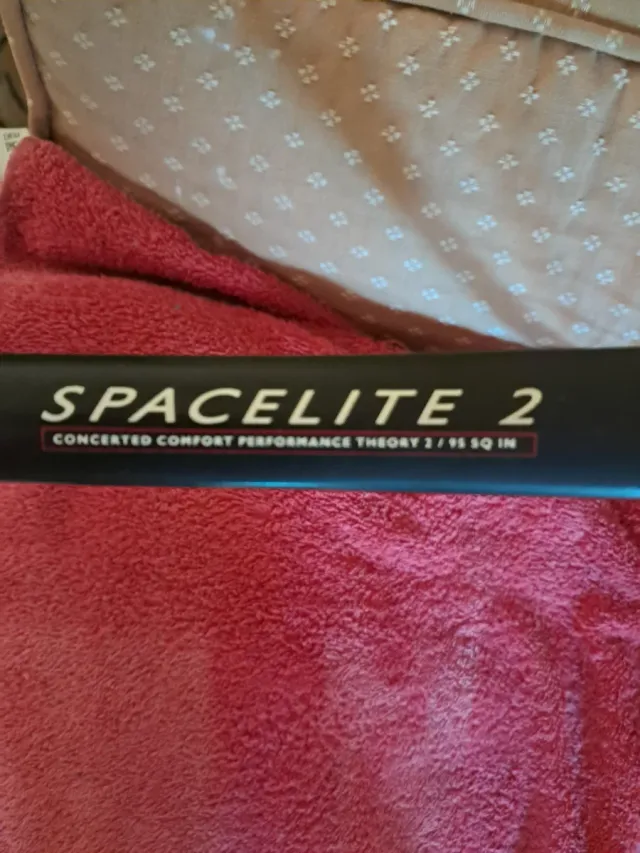 SPACELITE 2
CONCERTED COMFORT PERFORMANCE THEORY 2 / 95 SQ IN